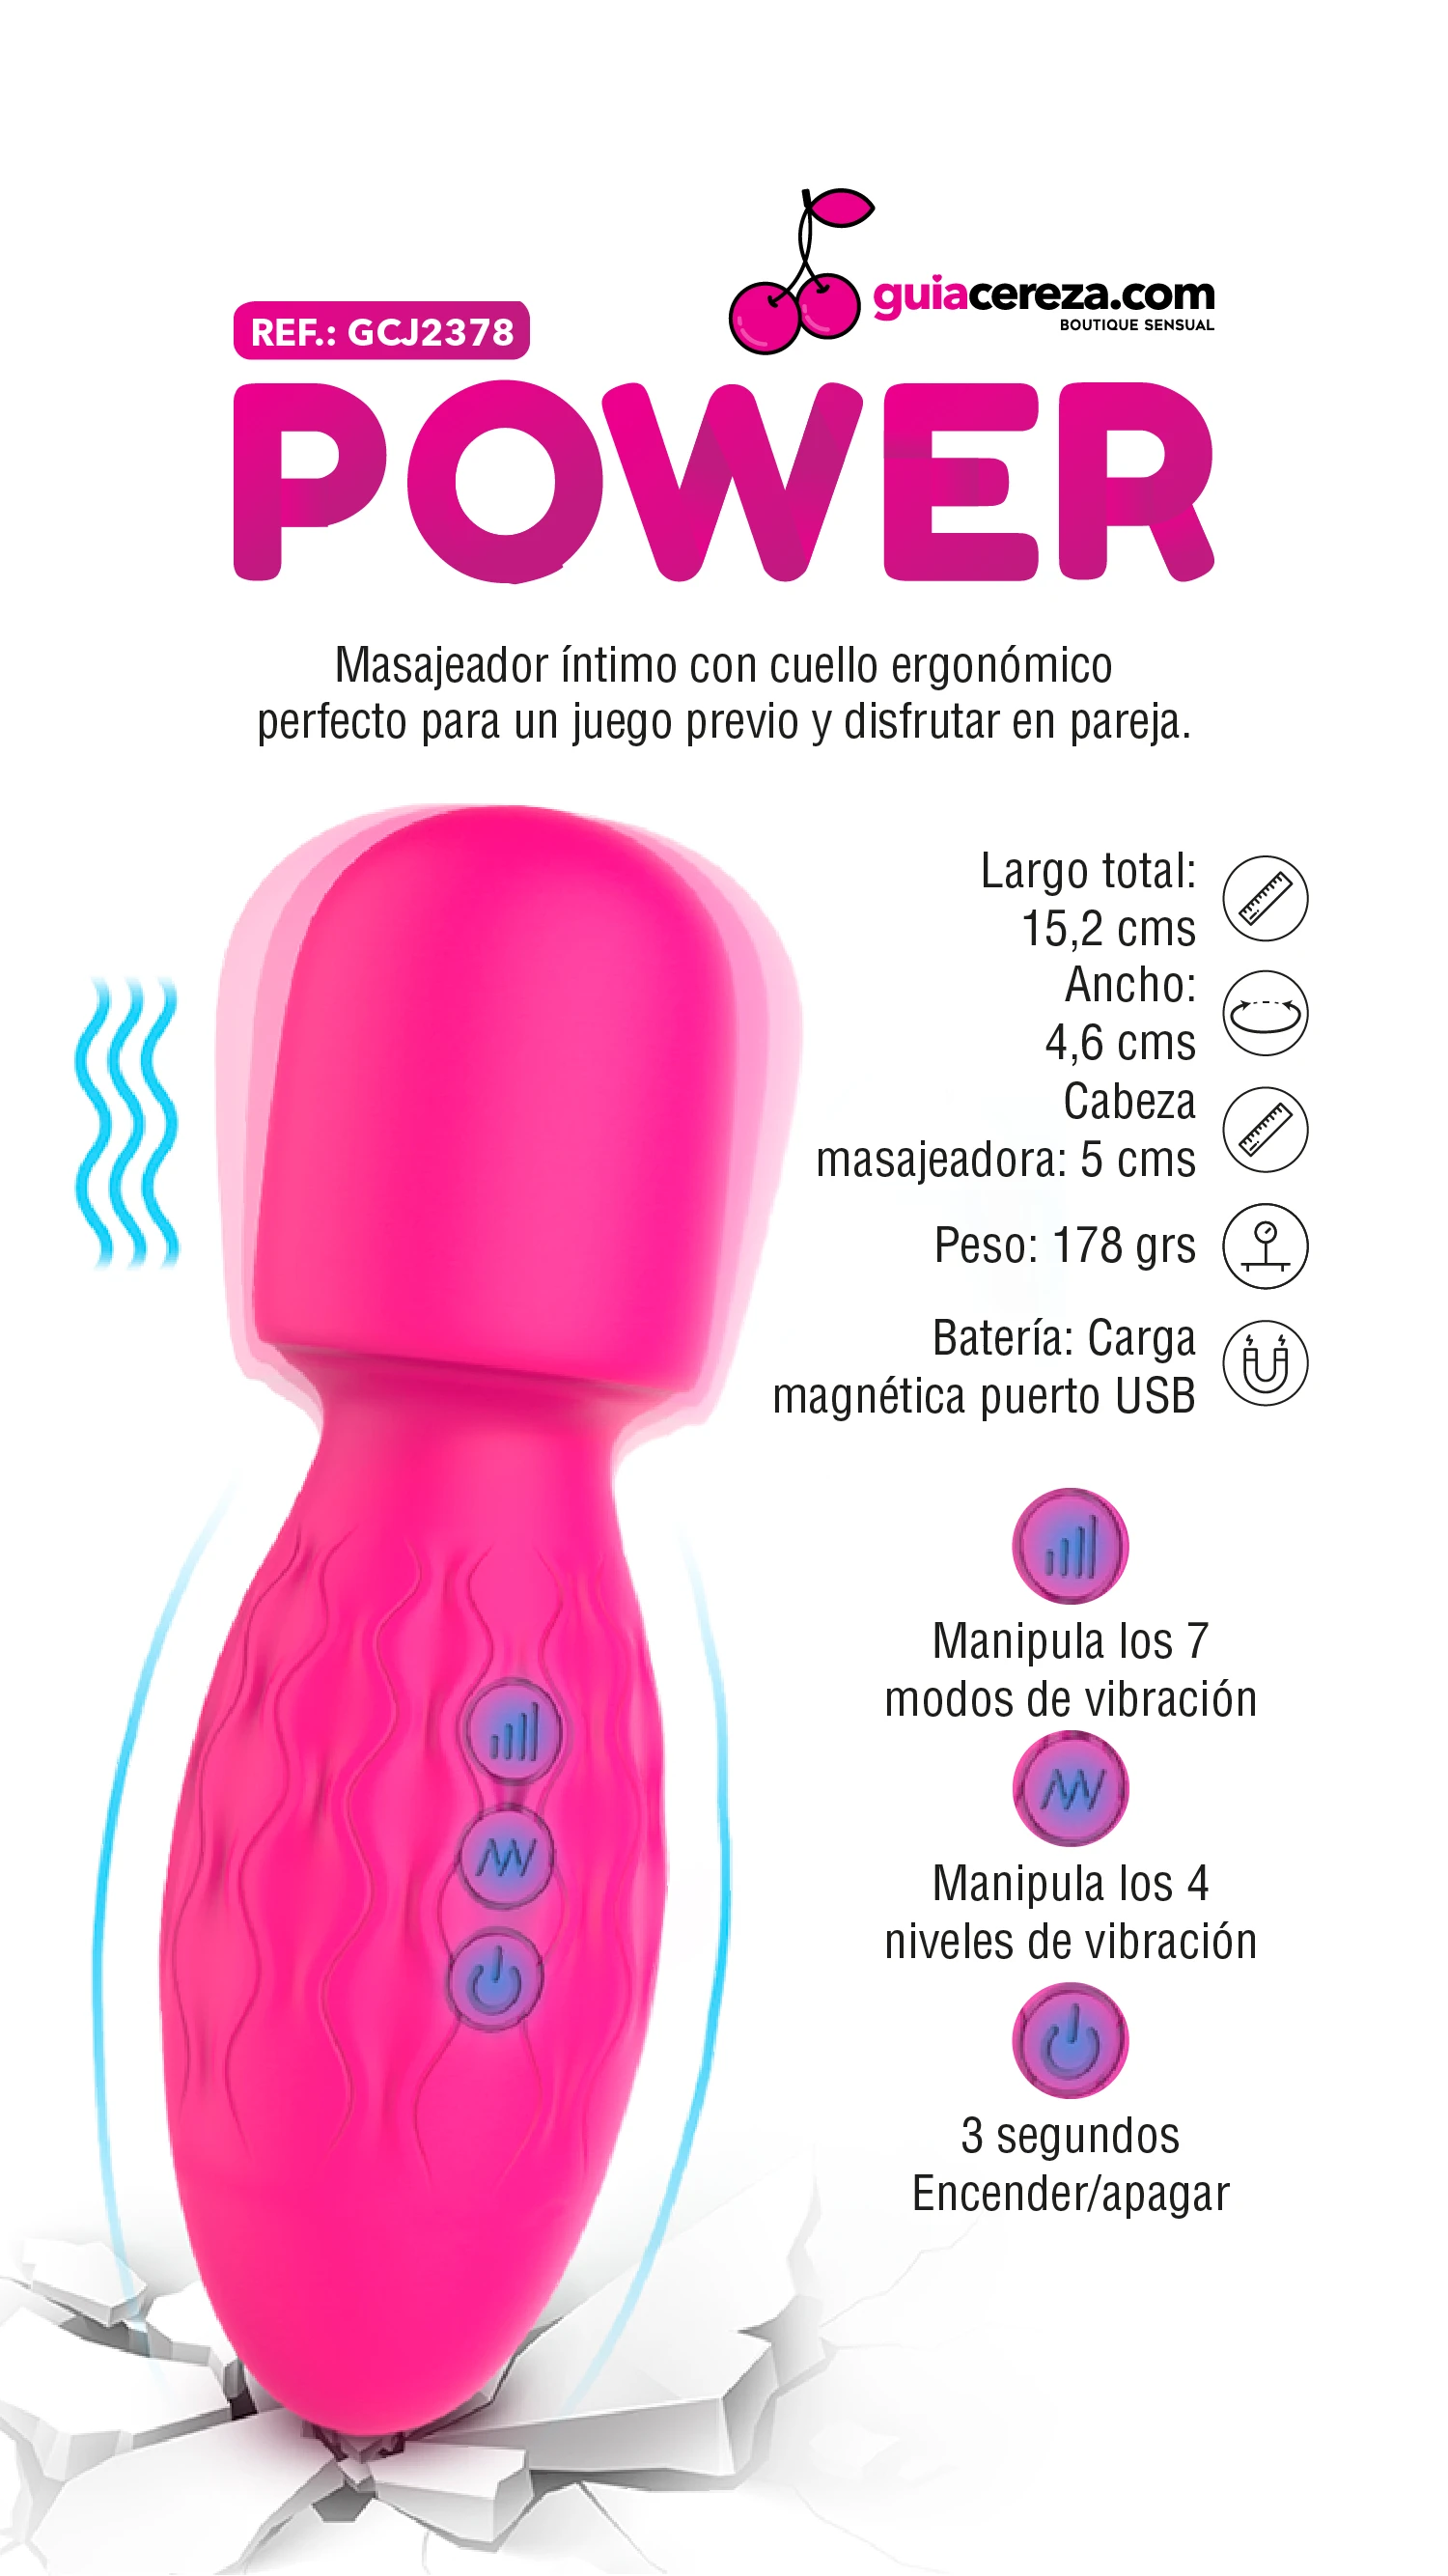 guiacereza.com
BOUTIQUE SENSUAL
REF.: GCJ2378
POWER
Masajeador íntimo con cuello ergonómico
perfecto para un juego previo y disfrutar en pareja.
Largo total:
15,2 cms
Ancho:
4,6 cms
Cabeza
masajeadora: 5 cms
Peso: 178 grs
Batería: Carga
magnética puerto USB
Manipula los 7
modos de vibración
Manipula los 4
niveles de vibración
3 segundos
Encender/apagar